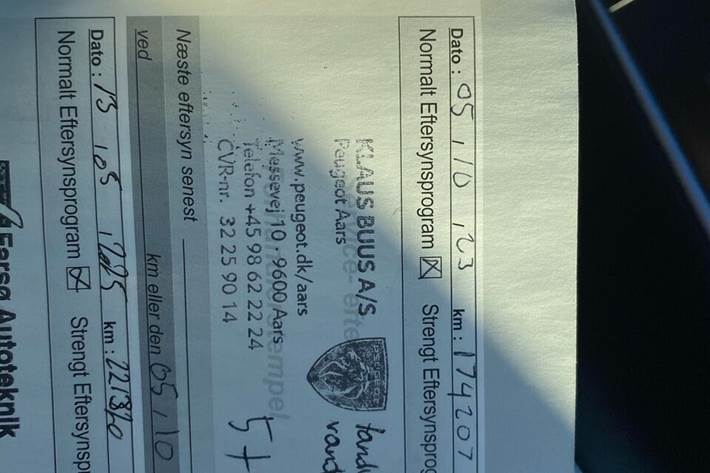 Dato : 05, 10, 23 km : 174207
Normalt Eftersynsprogram ☒ Strengt Eftersynsprog
KLAUS BUUS A/S
Peugeot Aars
www.peugeot.dk/aars
Messevej 10 · 9600 Aars
Telefon +45 98 62 22 24
CVR-nr. 32 25 90 14
Næste eftersyn senest
ved km eller den 05, 10
Dato : 13, 05, 2025 km :
Normalt Eftersynsprogram ☒ Strengt Eftersynsp
Farsø Autoteknik